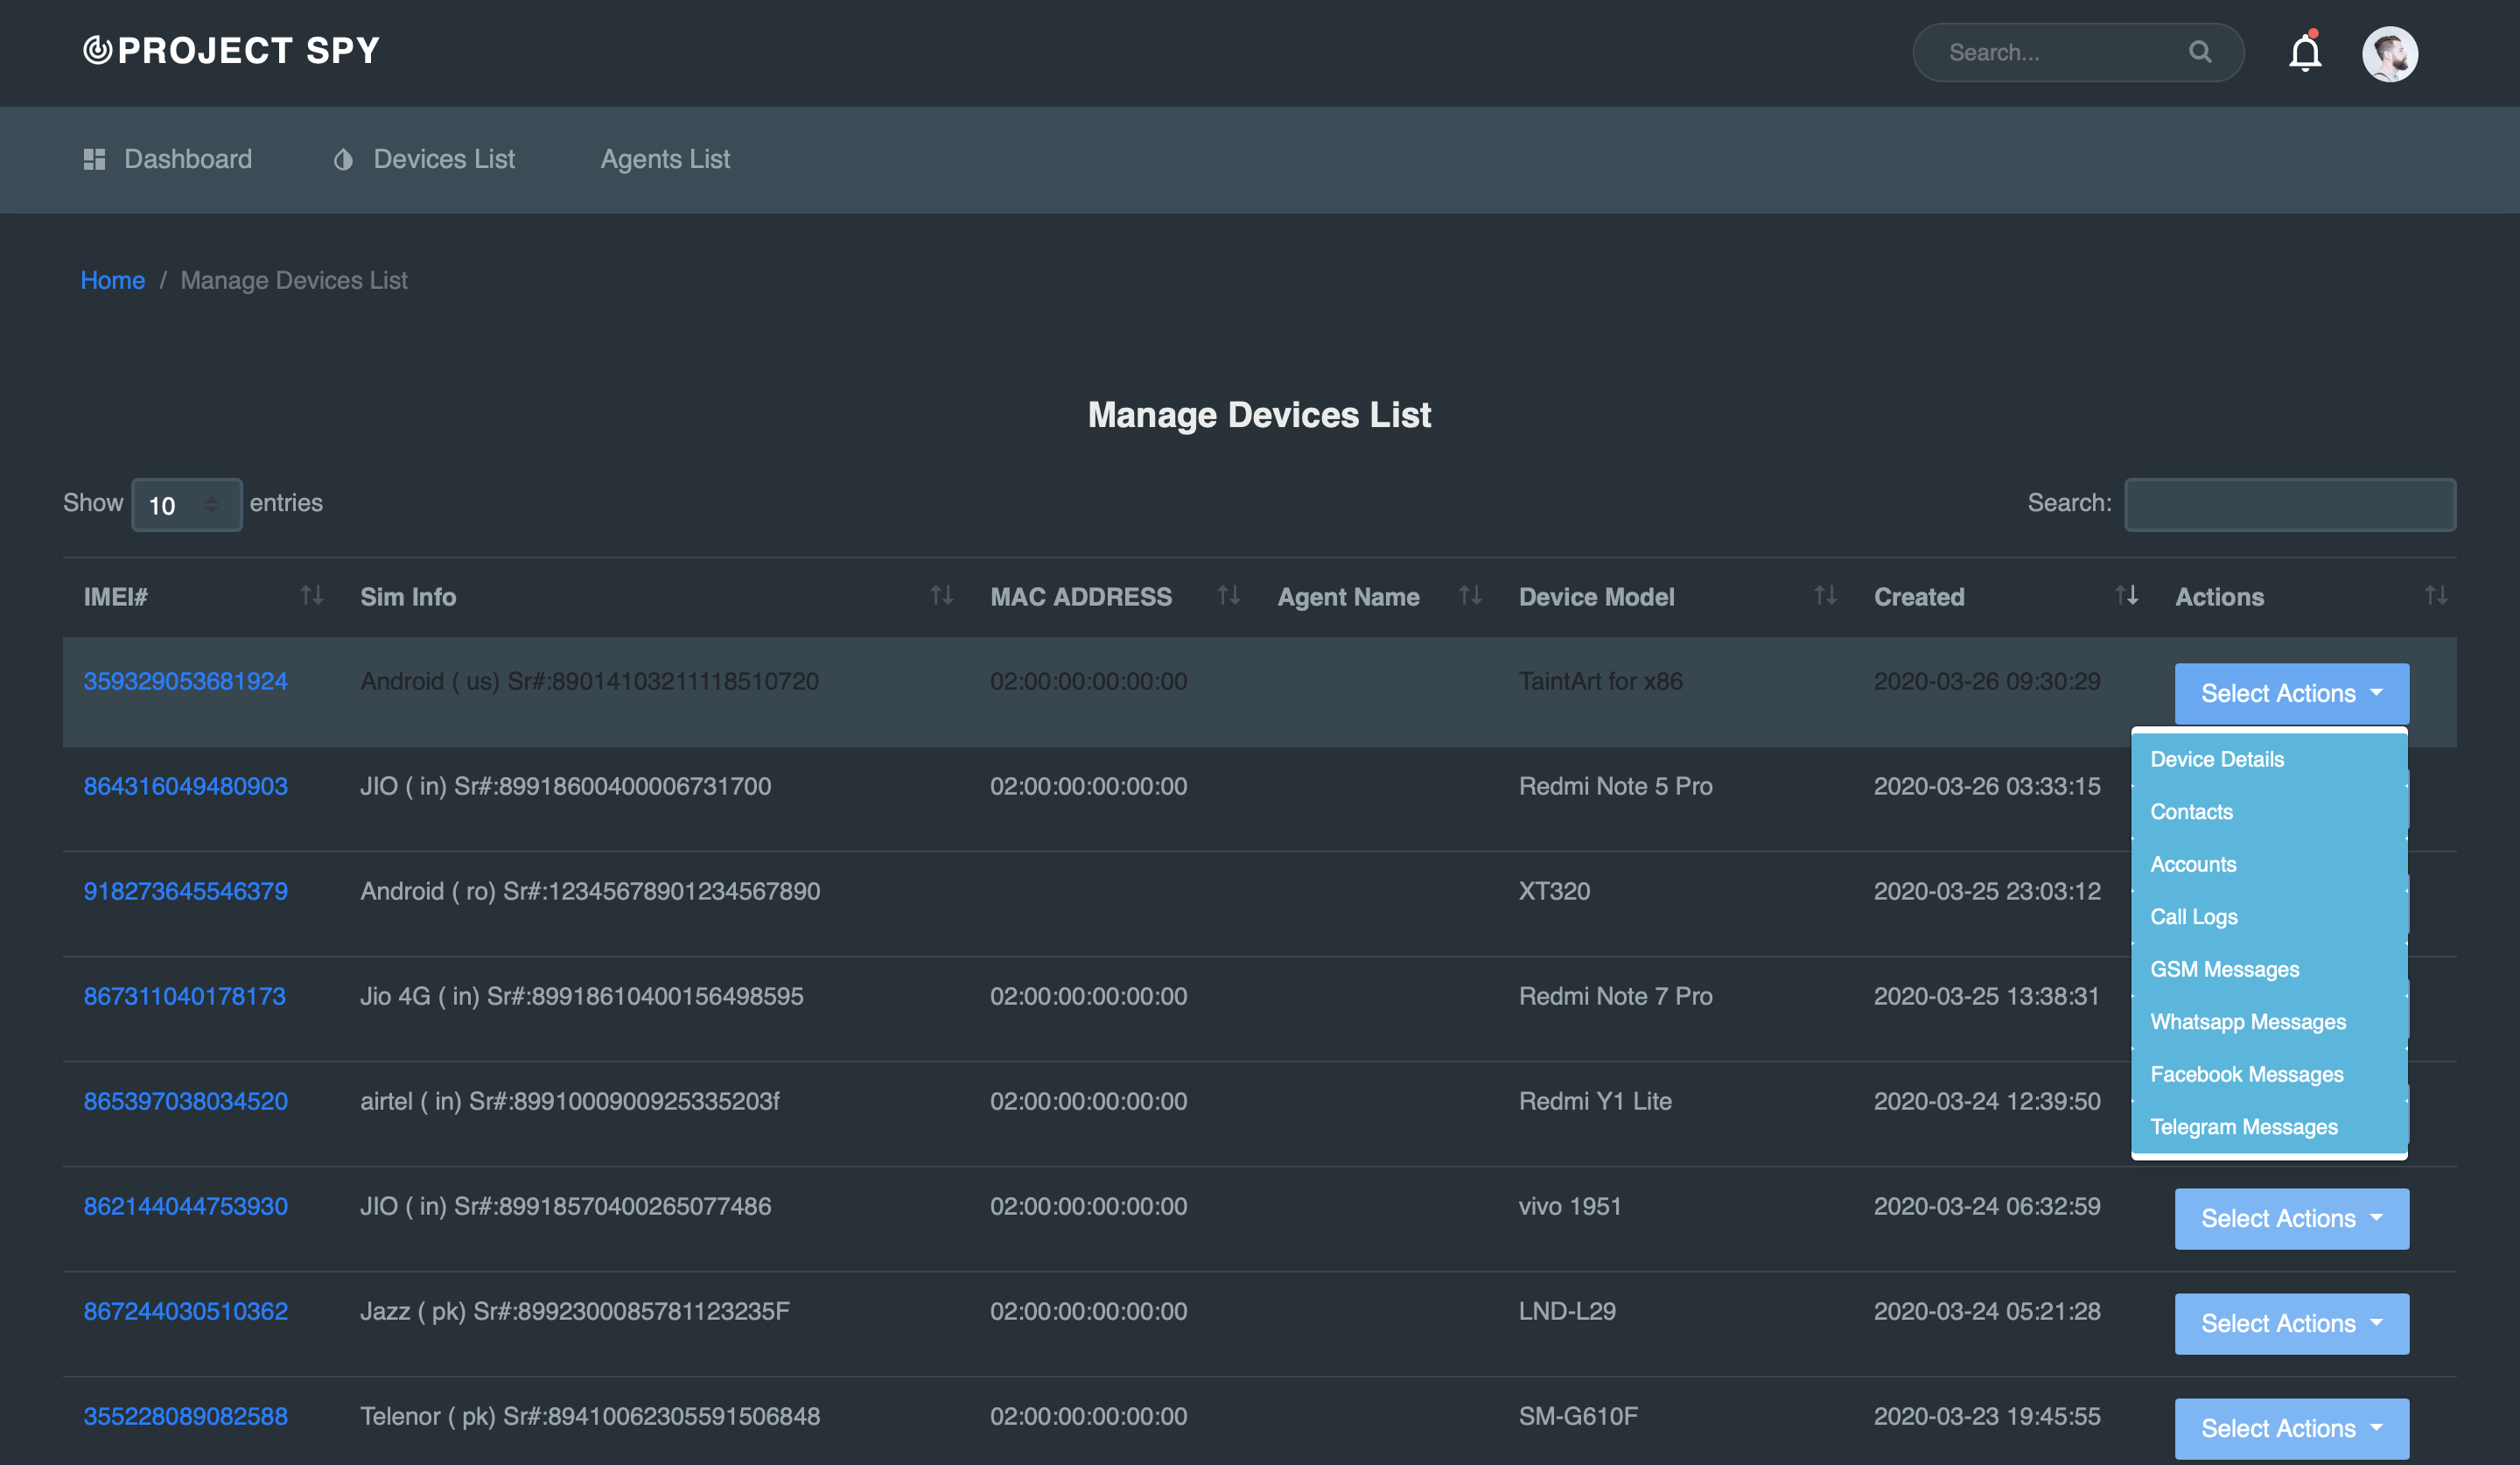 PROJECT SPY
Search...
Dashboard Devices List Agents List
Home / Manage Devices List
Manage Devices List
Show 10 entries Search:
IMEI# Sim Info MAC ADDRESS Agent Name Device Model Created Actions
359329053681924 Android ( us) Sr#:89014103211118510720 02:00:00:00:00:00 TaintArt for x86 2020-03-26 09:30:29 Select Actions
Device Details
864316049480903 JIO ( in) Sr#:89918600400006731700 02:00:00:00:00:00 Redmi Note 5 Pro 2020-03-26 03:33:15
Contacts
Accounts
918273645546379 Android ( ro) Sr#:12345678901234567890 XT320 2020-03-25 23:03:12
Call Logs
GSM Messages
867311040178173 Jio 4G ( in) Sr#:89918610400156498595 02:00:00:00:00:00 Redmi Note 7 Pro 2020-03-25 13:38:31
Whatsapp Messages
Facebook Messages
865397038034520 airtel ( in) Sr#:8991000900925335203f 02:00:00:00:00:00 Redmi Y1 Lite 2020-03-24 12:39:50
Telegram Messages
862144044753930 JIO ( in) Sr#:89918570400265077486 02:00:00:00:00:00 vivo 1951 2020-03-24 06:32:59 Select Actions
867244030510362 Jazz ( pk) Sr#:8992300085781123235F 02:00:00:00:00:00 LND-L29 2020-03-24 05:21:28 Select Actions
355228089082588 Telenor ( pk) Sr#:89410062305591506848 02:00:00:00:00:00 SM-G610F 2020-03-23 19:45:55 Select Actions